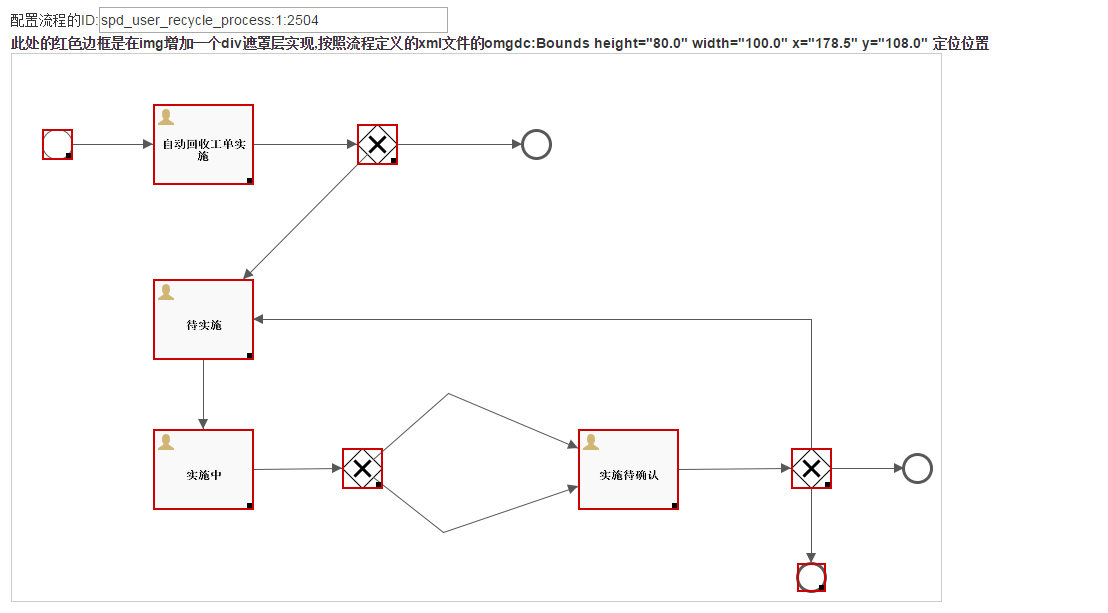 配置流程的ID:spd_user_recycle_process:1:2504
此处的红色边框是在img增加一个div遮罩层实现,按照流程定义的xml文件的omgdc:Bounds height="80.0" width="100.0" x="178.5" y="108.0" 定位位置
自动回收工单实
施
待实施
实施中
实施待确认